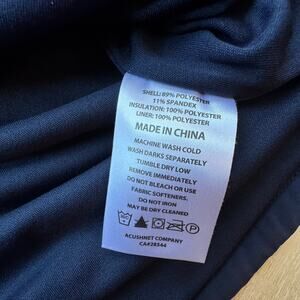 SHELL: 89% POLYESTER
11% SPANDEX
INSULATION: 100% POLYESTER
LINER: 100% POLYESTER
MADE IN CHINA
MACHINE WASH COLD
WASH DARKS SEPARATELY
TUMBLE DRY LOW
REMOVE IMMEDIATELY
DO NOT BLEACH OR USE
FABRIC SOFTENERS.
DO NOT IRON
MAY BE DRY CLEANED
ACUSHNET COMPANY
CA#28544